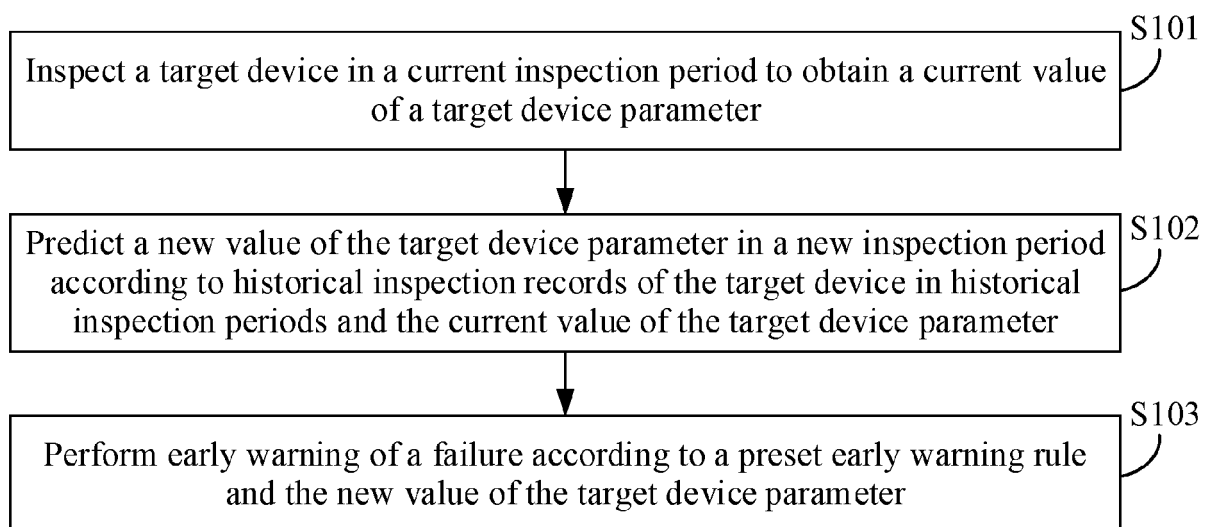 S101
Inspect a target device in a current inspection period to obtain a current value
of a target device parameter
S102
Predict a new value of the target device parameter in a new inspection period
according to historical inspection records of the target device in historical
inspection periods and the current value of the target device parameter
S103
Perform early warning of a failure according to a preset early warning rule
and the new value of the target device parameter